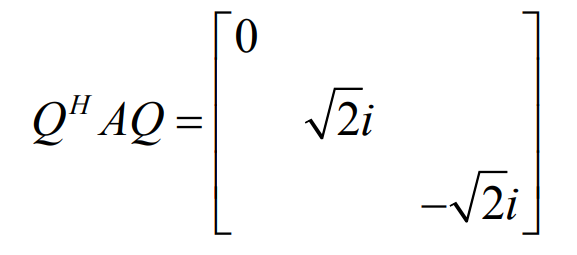 0
Q^H AQ = √2i
−√2i